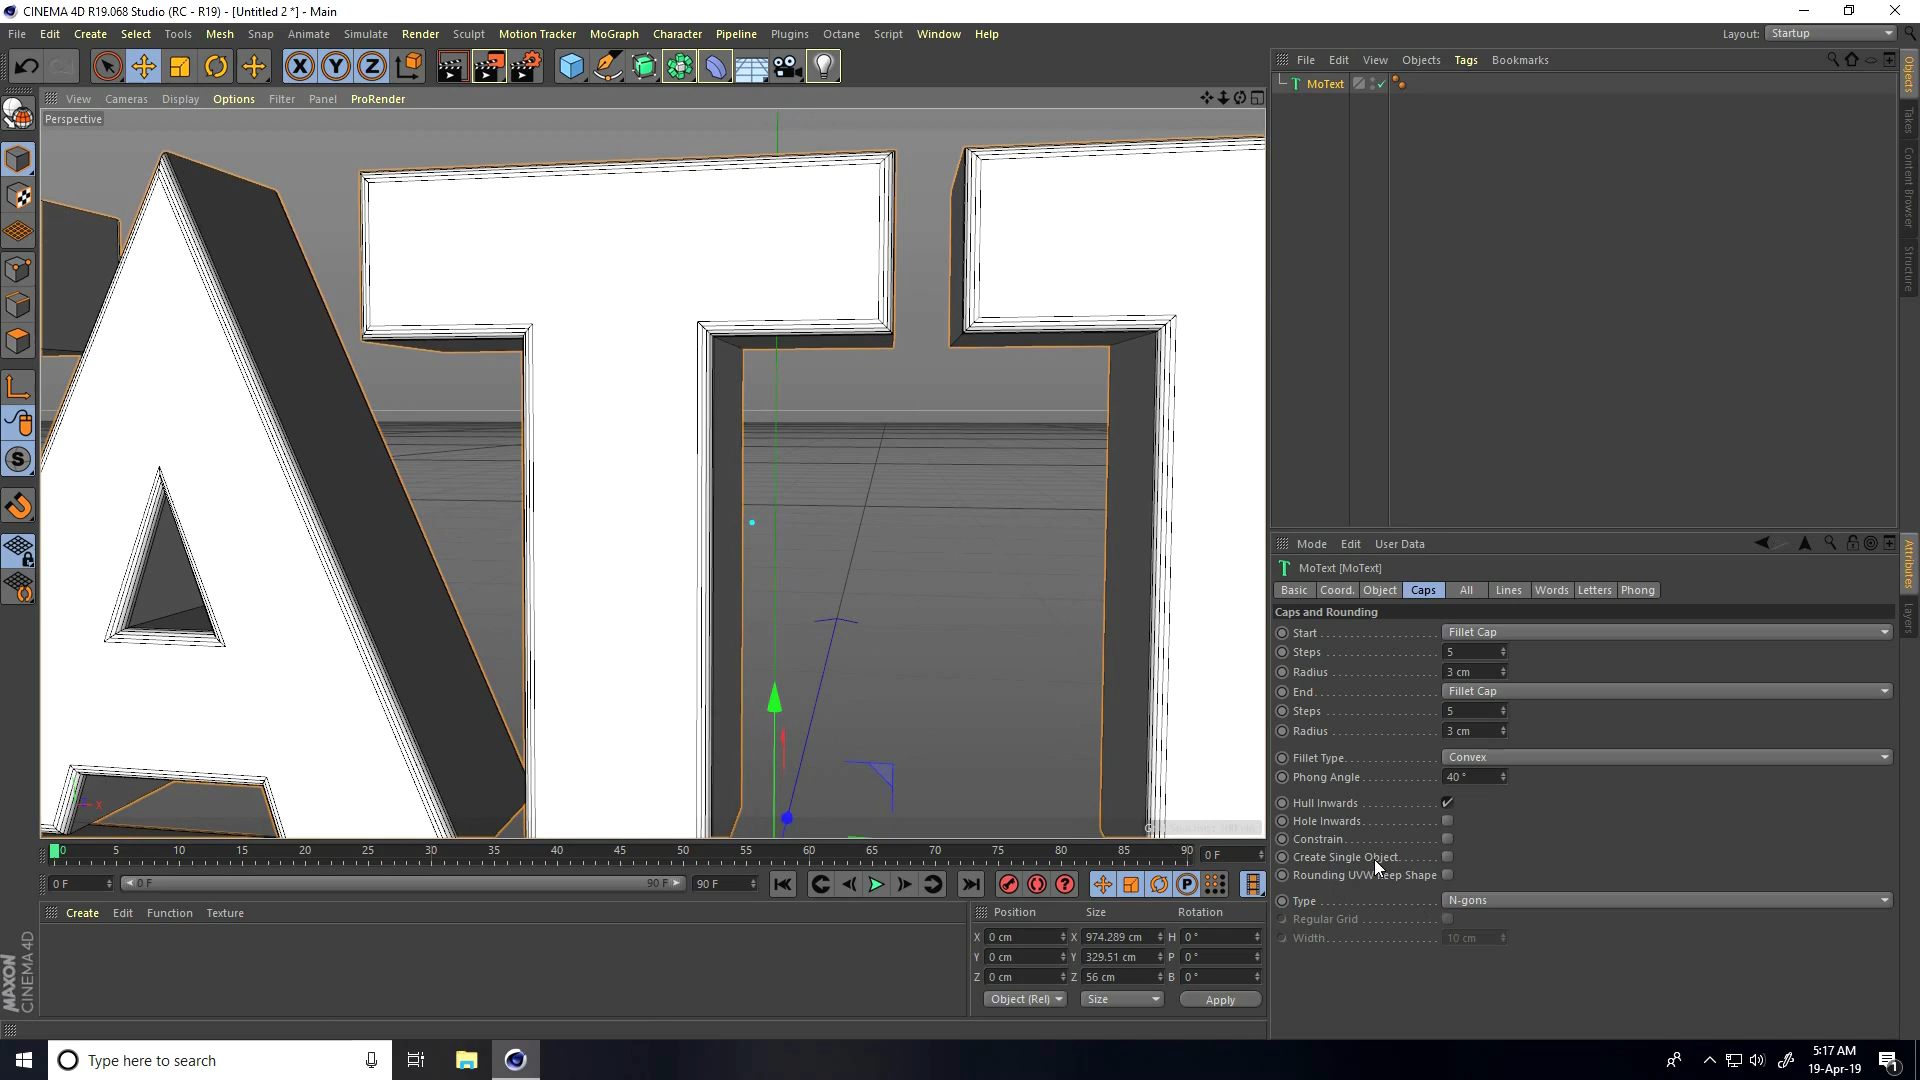 CINEMA 4D R19.068 Studio (RC - R19) - [Untitled 2 *] - Main
File Edit Create Select Tools Mesh Snap Animate Simulate Render Sculpt Motion Tracker MoGraph Character Pipeline Plugins Octane Script Window Help
Layout: Startup
X Y Z
File Edit View Objects Tags Bookmarks
MoText
View Cameras Display Options Filter Panel ProRender
Perspective
Objects
Takes
Content Browser
Structure
X
Mode Edit User Data
MoText [MoText]
Basic Coord. Object Caps All Lines Words Letters Phong
Caps and Rounding
Start Fillet Cap
Steps 5
Radius 3 cm
End Fillet Cap
Steps 5
Radius 3 cm
Fillet Type Convex
Phong Angle 40 °
Hull Inwards
Hole Inwards
Constrain
Create Single Object
Rounding UVW Keep Shape
Type N-gons
Regular Grid
Width 10 cm
Attributes
Layers
0 5 10 15 20 25 30 35 40 45 50 55 60 65 70 75 80 85 90 0 F
0 F 0 F 90 F 90 F
Create Edit Function Texture
Position Size Rotation
X 0 cm X 974.289 cm H 0 °
Y 0 cm Y 329.51 cm P 0 °
Z 0 cm Z 56 cm B 0 °
Object (Rel) Size Apply
MAXON
CINEMA 4D
Type here to search
5:17 AM
19-Apr-19
1